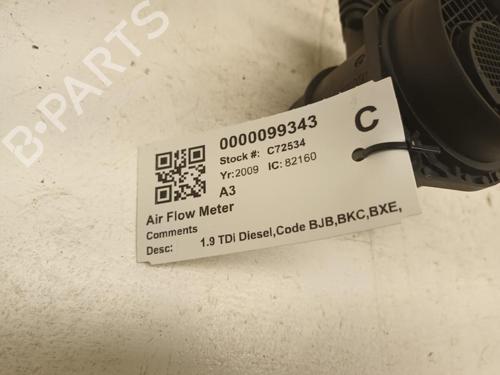 B-PARTS
0000099343
C
Stock #: C72534
Yr:2009 IC: 82160
A3
Air Flow Meter
Comments
Desc: 1.9 TDi Diesel,Code BJB,BKC,BXE,